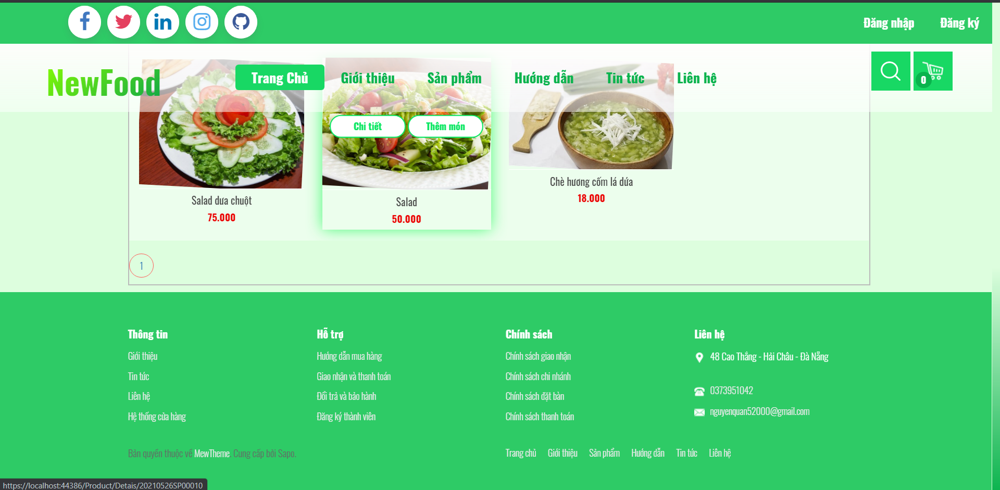 Đăng nhập Đăng ký
NewFood
Trang Chủ Giới thiệu Sản phẩm Hướng dẫn Tin tức Liên hệ
0
Chi tiết Thêm món
Salad dưa chuột
75.000
Salad
50.000
Chè hương cốm lá dứa
18.000
1
Thông tin
Giới thiệu
Tin tức
Liên hệ
Hệ thống cửa hàng
Hỗ trợ
Hướng dẫn mua hàng
Giao nhận và thanh toán
Đổi trả và bảo hành
Đăng ký thành viên
Chính sách
Chính sách giao nhận
Chính sách chi nhánh
Chính sách đặt bàn
Chính sách thanh toán
Liên hệ
48 Cao Thắng - Hải Châu - Đà Nẵng
0373951042
nguyenquan52000@gmail.com
Bản quyền thuộc về MewTheme. Cung cấp bởi Sapo.
Trang chủ Giới thiệu Sản phẩm Hướng dẫn Tin tức Liên hệ
https://localhost:44386/Product/Detais/20210526SP00010